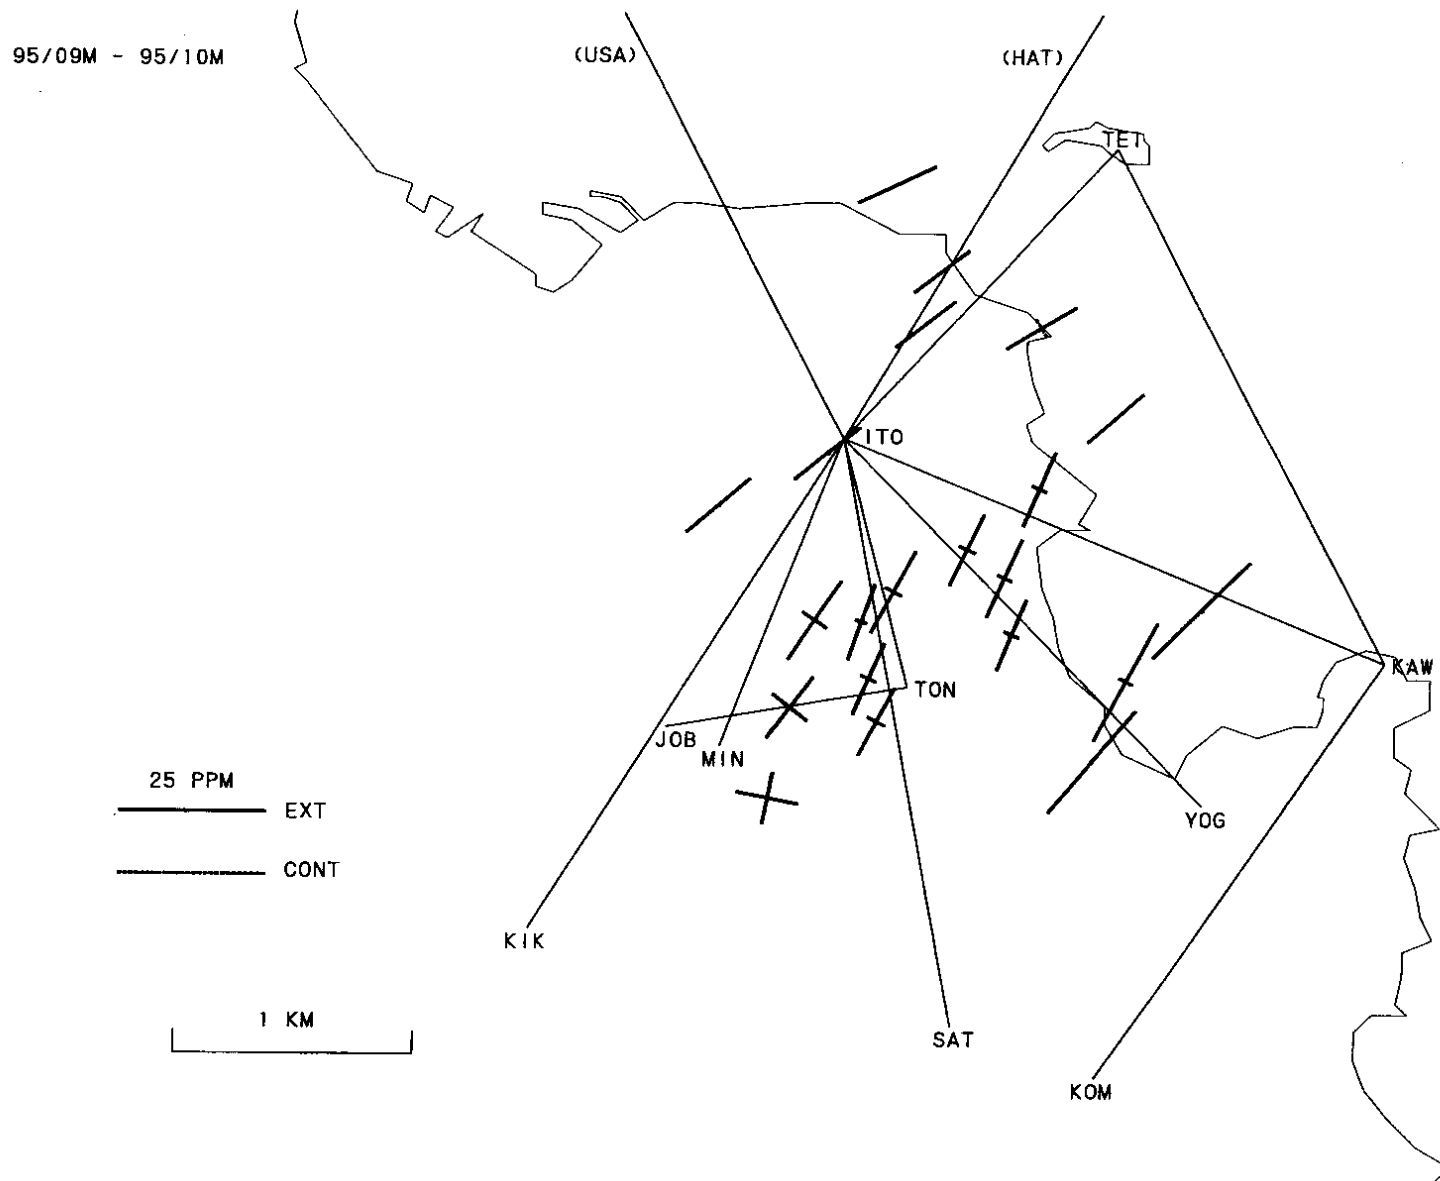 95/09M - 95/10M
(USA)
(HAT)
TET
ITO
KAW
TON
JOB
MIN
25 PPM
EXT
YOG
CONT
KIK
1 KM
SAT
KOM